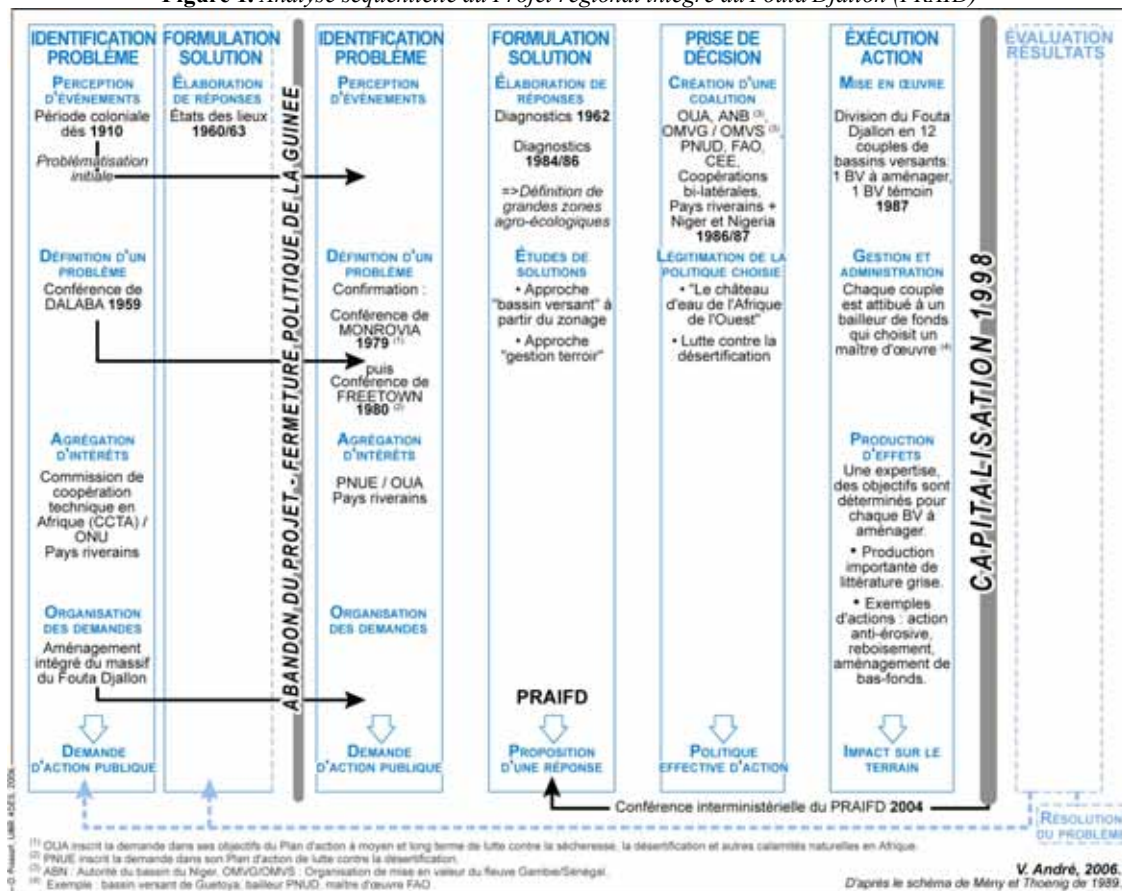 Figure 1. Analyse séquentielle du Projet régional intégré du Fouta Djallon (PRAID)
IDENTIFICATION
PROBLÈME
PERCEPTION
D'ÉVÉNEMENTS
Période coloniale
dès 1910
Problématisation
initiale
DÉFINITION D'UN
PROBLÈME
Conférence de
DALABA 1959
AGRÉGATION
D'INTÉRÊTS
Commission de
coopération
technique en
Afrique (CCTA) /
ONU
Pays riverains
ORGANISATION
DES DEMANDES
Aménagement
intégré du massif
du Fouta Djallon
DEMANDE
D'ACTION PUBLIQUE
FORMULATION
SOLUTION
ÉLABORATION
DE RÉPONSES
États des lieux
1960/63
ABANDON DU PROJET - FERMETURE POLITIQUE DE LA GUINEE
IDENTIFICATION
PROBLÈME
PERCEPTION
D'ÉVÉNEMENTS
DÉFINITION D'UN
PROBLÈME
Confirmation :
Conférence de
MONROVIA
1979 (1)
puis
Conférence de
FREETOWN
1980 (2)
AGRÉGATION
D'INTÉRÊTS
PNUE / OUA
Pays riverains
ORGANISATION
DES DEMANDES
DEMANDE
D'ACTION PUBLIQUE
FORMULATION
SOLUTION
ÉLABORATION DE
RÉPONSES
Diagnostics 1962
Diagnostics
1984/86
=>Définition de
grandes zones
agro-écologiques
ÉTUDES DE
SOLUTIONS
• Approche
"bassin versant" à
partir du zonage
• Approche
"gestion terroir"
PRAIFD
PROPOSITION
D'UNE RÉPONSE
PRISE DE
DÉCISION
CRÉATION D'UNE
COALITION
OUA, ANB (3),
OMVG / OMVS (3),
PNUD, FAO,
CEE,
Coopérations
bi-latérales,
Pays riverains +
Niger et Nigeria
1986/87
LÉGITIMATION DE LA
POLITIQUE CHOISIE
• "Le château
d'eau de l'Afrique
de l'Ouest"
• Lutte contre la
désertification
POLITIQUE
EFFECTIVE D'ACTION
ÉXÉCUTION
ACTION
MISE EN ŒUVRE
Division du Fouta
Djallon en 12
couples de
bassins versants:
1 BV à aménager,
1 BV témoin
1987
GESTION ET
ADMINISTRATION
Chaque couple
est attibué à un
bailleur de fonds
qui choisit un
maître d'œuvre (4)
PRODUCTION
D'EFFETS
Une expertise,
des objectifs sont
déterminés pour
chaque BV à
aménager.
• Production
importante de
littérature grise.
• Exemples
d'actions : action
anti-érosive,
reboisement,
aménagement de
bas-fonds.
IMPACT SUR LE
TERRAIN
CAPITALISATION 1998
ÉVALUATION
RÉSULTATS
Conférence interministérielle du PRAIFD 2004
RÉSOLUTION
DU PROBLÈME
(1) OUA inscrit la demande dans ses objectifs du Plan d'action à moyen et long terme de lutte contre la sécheresse, la désertification et autres calamités naturelles en Afrique.
(2) PNUE inscrit la demande dans son Plan d'action de lutte contre la désertification.
(3) ABN : Autorité du bassin du Niger, OMVG/OMVS : Organisation de mise en valeur du fleuve Gambie/Sénégal.
(4) Exemple : bassin versant de Guetoya; bailleur PNUD, maître d'œuvre FAO
V. André, 2006.
D'après le schéma de Mény et Thoenig de 1989.